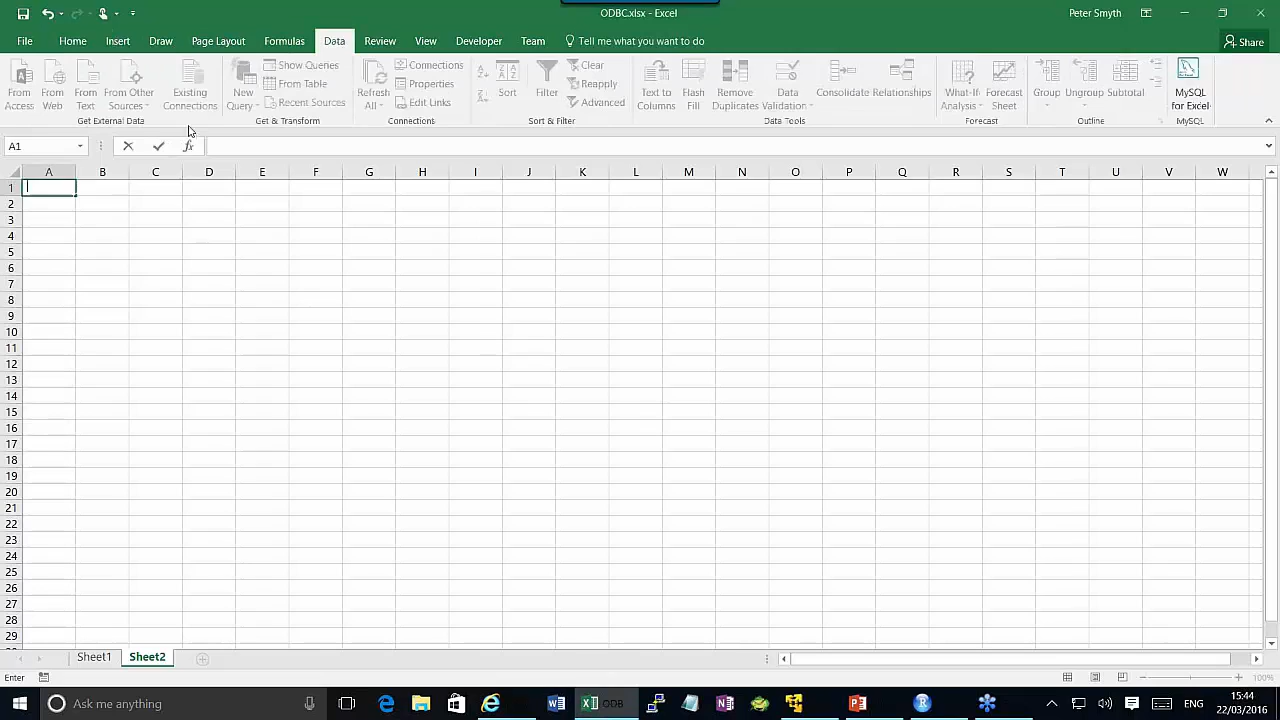 ODBC.xlsx - Excel
Peter Smyth
File Home Insert Draw Page Layout Formulas Data Review View Developer Team Tell me what you want to do Share
From Access
From Web
From Text
From Other Sources
Existing Connections
Get External Data
New Query
Show Queries
From Table
Recent Sources
Get & Transform
Refresh All
Connections
Properties
Edit Links
Connections
Sort
Filter
Clear
Reapply
Advanced
Sort & Filter
Text to Columns
Flash Fill
Remove Duplicates
Data Validation
Consolidate
Relationships
Data Tools
What-If Analysis
Forecast Sheet
Forecast
Group
Ungroup
Subtotal
Outline
MySQL for Excel
MySQL
A1
fx
A B C D E F G H I J K L M N O P Q R S T U V W
1
2
3
4
5
6
7
8
9
10
11
12
13
14
15
16
17
18
19
20
21
22
23
24
25
26
27
28
29
Sheet1 Sheet2
Enter
100%
Ask me anything
ODB
15:44
22/03/2016